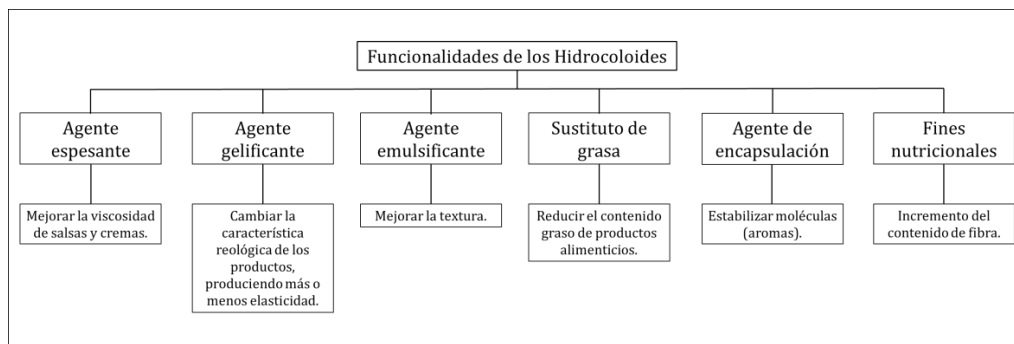 Funcionalidades de los Hidrocoloides
Agente
espesante
Agente
gelificante
Agente
emulsificante
Sustituto de
grasa
Agente de
encapsulación
Fines
nutricionales
Mejorar la viscosidad
de salsas y cremas.
Cambiar la
característica
reológica de los
productos,
produciendo más o
menos elasticidad.
Mejorar la textura.
Reducir el contenido
graso de productos
alimenticios.
Estabilizar moléculas
(aromas).
Incremento del
contenido de fibra.